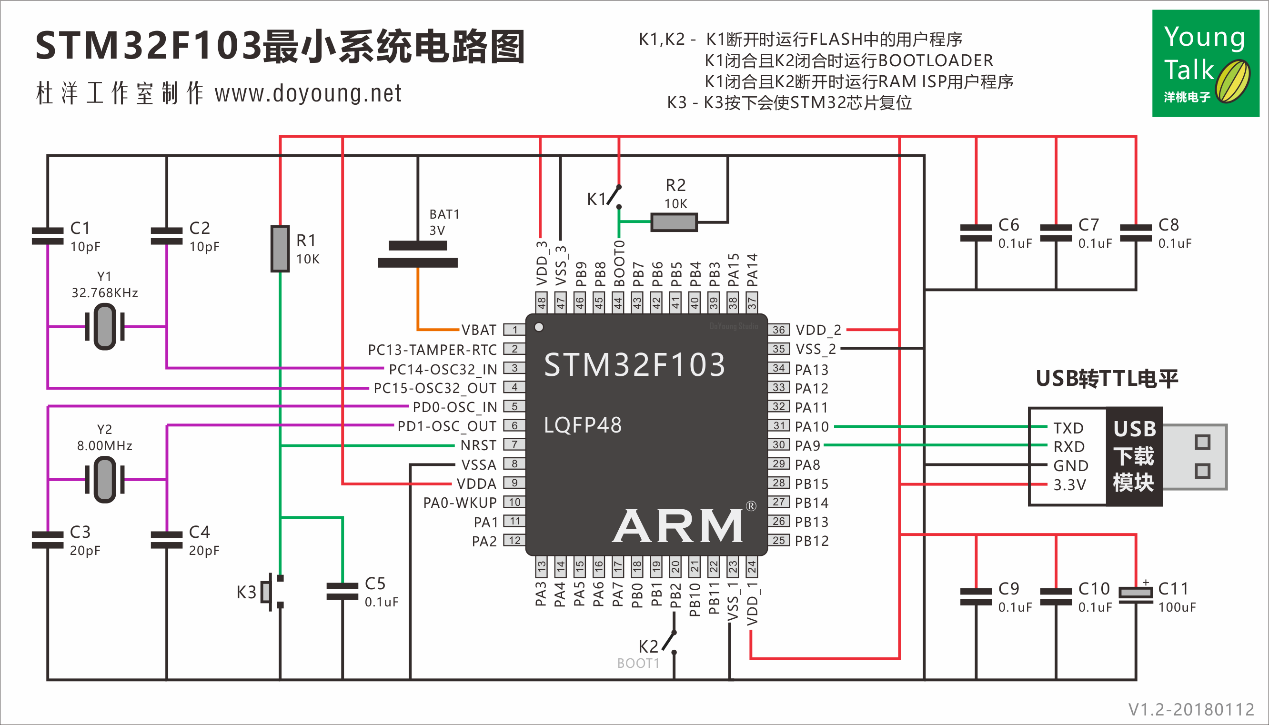 STM32F103最小系统电路图
杜洋工作室制作 www.doyoung.net
K1,K2 - K1断开时运行FLASH中的用户程序
K1闭合且K2闭合时运行BOOTLOADER
K1闭合且K2断开时运行RAM ISP用户程序
K3 - K3按下会使STM32芯片复位
Young
Talk
洋桃电子
C1
10pF
C2
10pF
Y1
32.768KHz
R1
10K
BAT1
3V
K1
R2
10K
C6
0.1uF
C7
0.1uF
C8
0.1uF
VDD_3
VSS_3
PB9
PB8
BOOT0
PB7
PB6
PB5
PB4
PB3
PA15
PA14
48
47
46
45
44
43
42
41
40
39
38
37
VBAT 1
PC13-TAMPER-RTC 2
PC14-OSC32_IN 3
PC15-OSC32_OUT 4
PD0-OSC_IN 5
PD1-OSC_OUT 6
NRST 7
VSSA 8
VDDA 9
PA0-WKUP 10
PA1 11
PA2 12
DoYoung Studio
STM32F103
LQFP48
ARM®
36 VDD_2
35 VSS_2
34 PA13
33 PA12
32 PA11
31 PA10
30 PA9
29 PA8
28 PB15
27 PB14
26 PB13
25 PB12
13
14
15
16
17
18
19
20
21
22
23
24
PA3
PA4
PA5
PA6
PA7
PB0
PB1
PB2
PB10
PB11
VSS_1
VDD_1
Y2
8.00MHz
C3
20pF
C4
20pF
K3
C5
0.1uF
K2
BOOT1
USB转TTL电平
TXD
RXD
GND
3.3V
USB
下载
模块
C9
0.1uF
C10
0.1uF
+
C11
100uF
V1.2-20180112